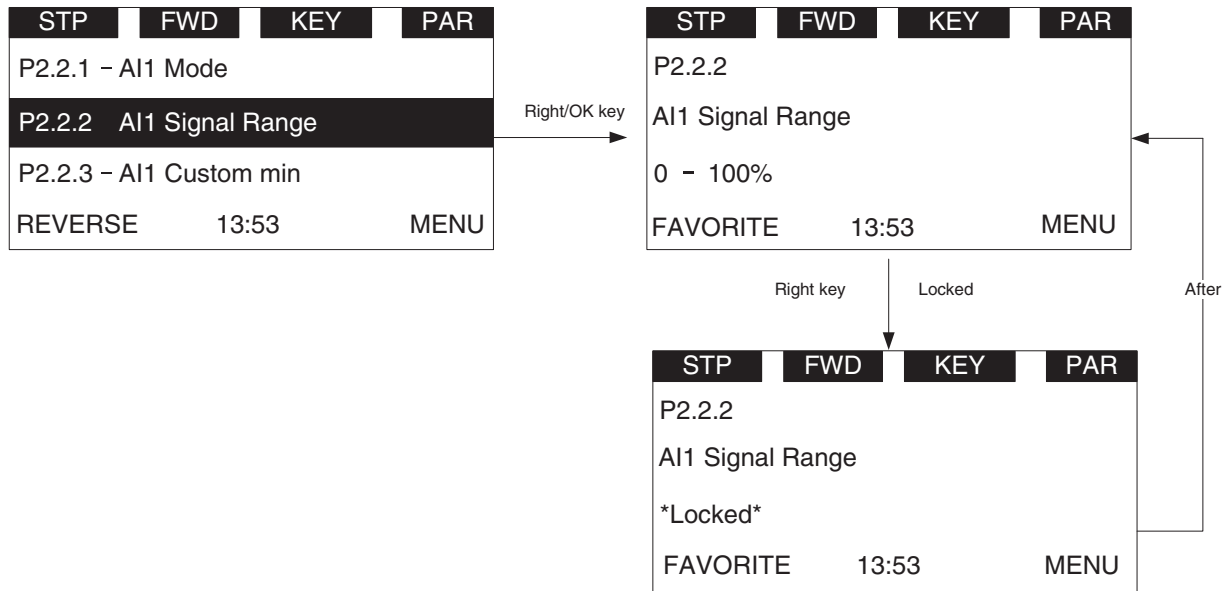 STP FWD KEY PAR
P2.2.1 – AI1 Mode
P2.2.2 AI1 Signal Range
P2.2.3 – AI1 Custom min
REVERSE 13:53 MENU
Right/OK key
STP FWD KEY PAR
P2.2.2
AI1 Signal Range
0 – 100%
FAVORITE 13:53 MENU
Right key Locked
After
STP FWD KEY PAR
P2.2.2
AI1 Signal Range
*Locked*
FAVORITE 13:53 MENU